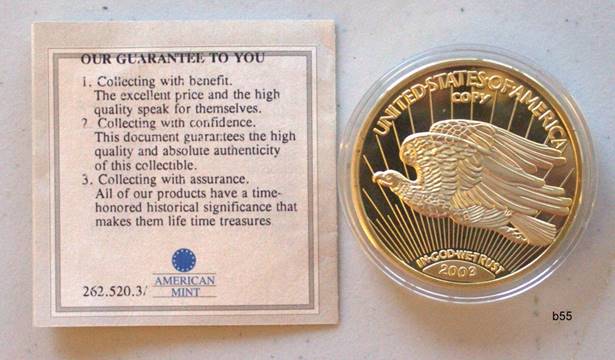 OUR GUARANTEE TO YOU
1. Collecting with benefit.
The excellent price and the high
quality speak for themselves.
2. Collecting with confidence.
This document guarantees the high
quality and absolute authenticity
of this collectible.
3. Collecting with assurance.
All of our products have a time-
honored historical significance that
makes them life time treasures
262.520.3/
AMERICAN
MINT
UNITED·STATES·OF·AMERICA
COPY
IN·GOD·WE·TRUST
2003
b55